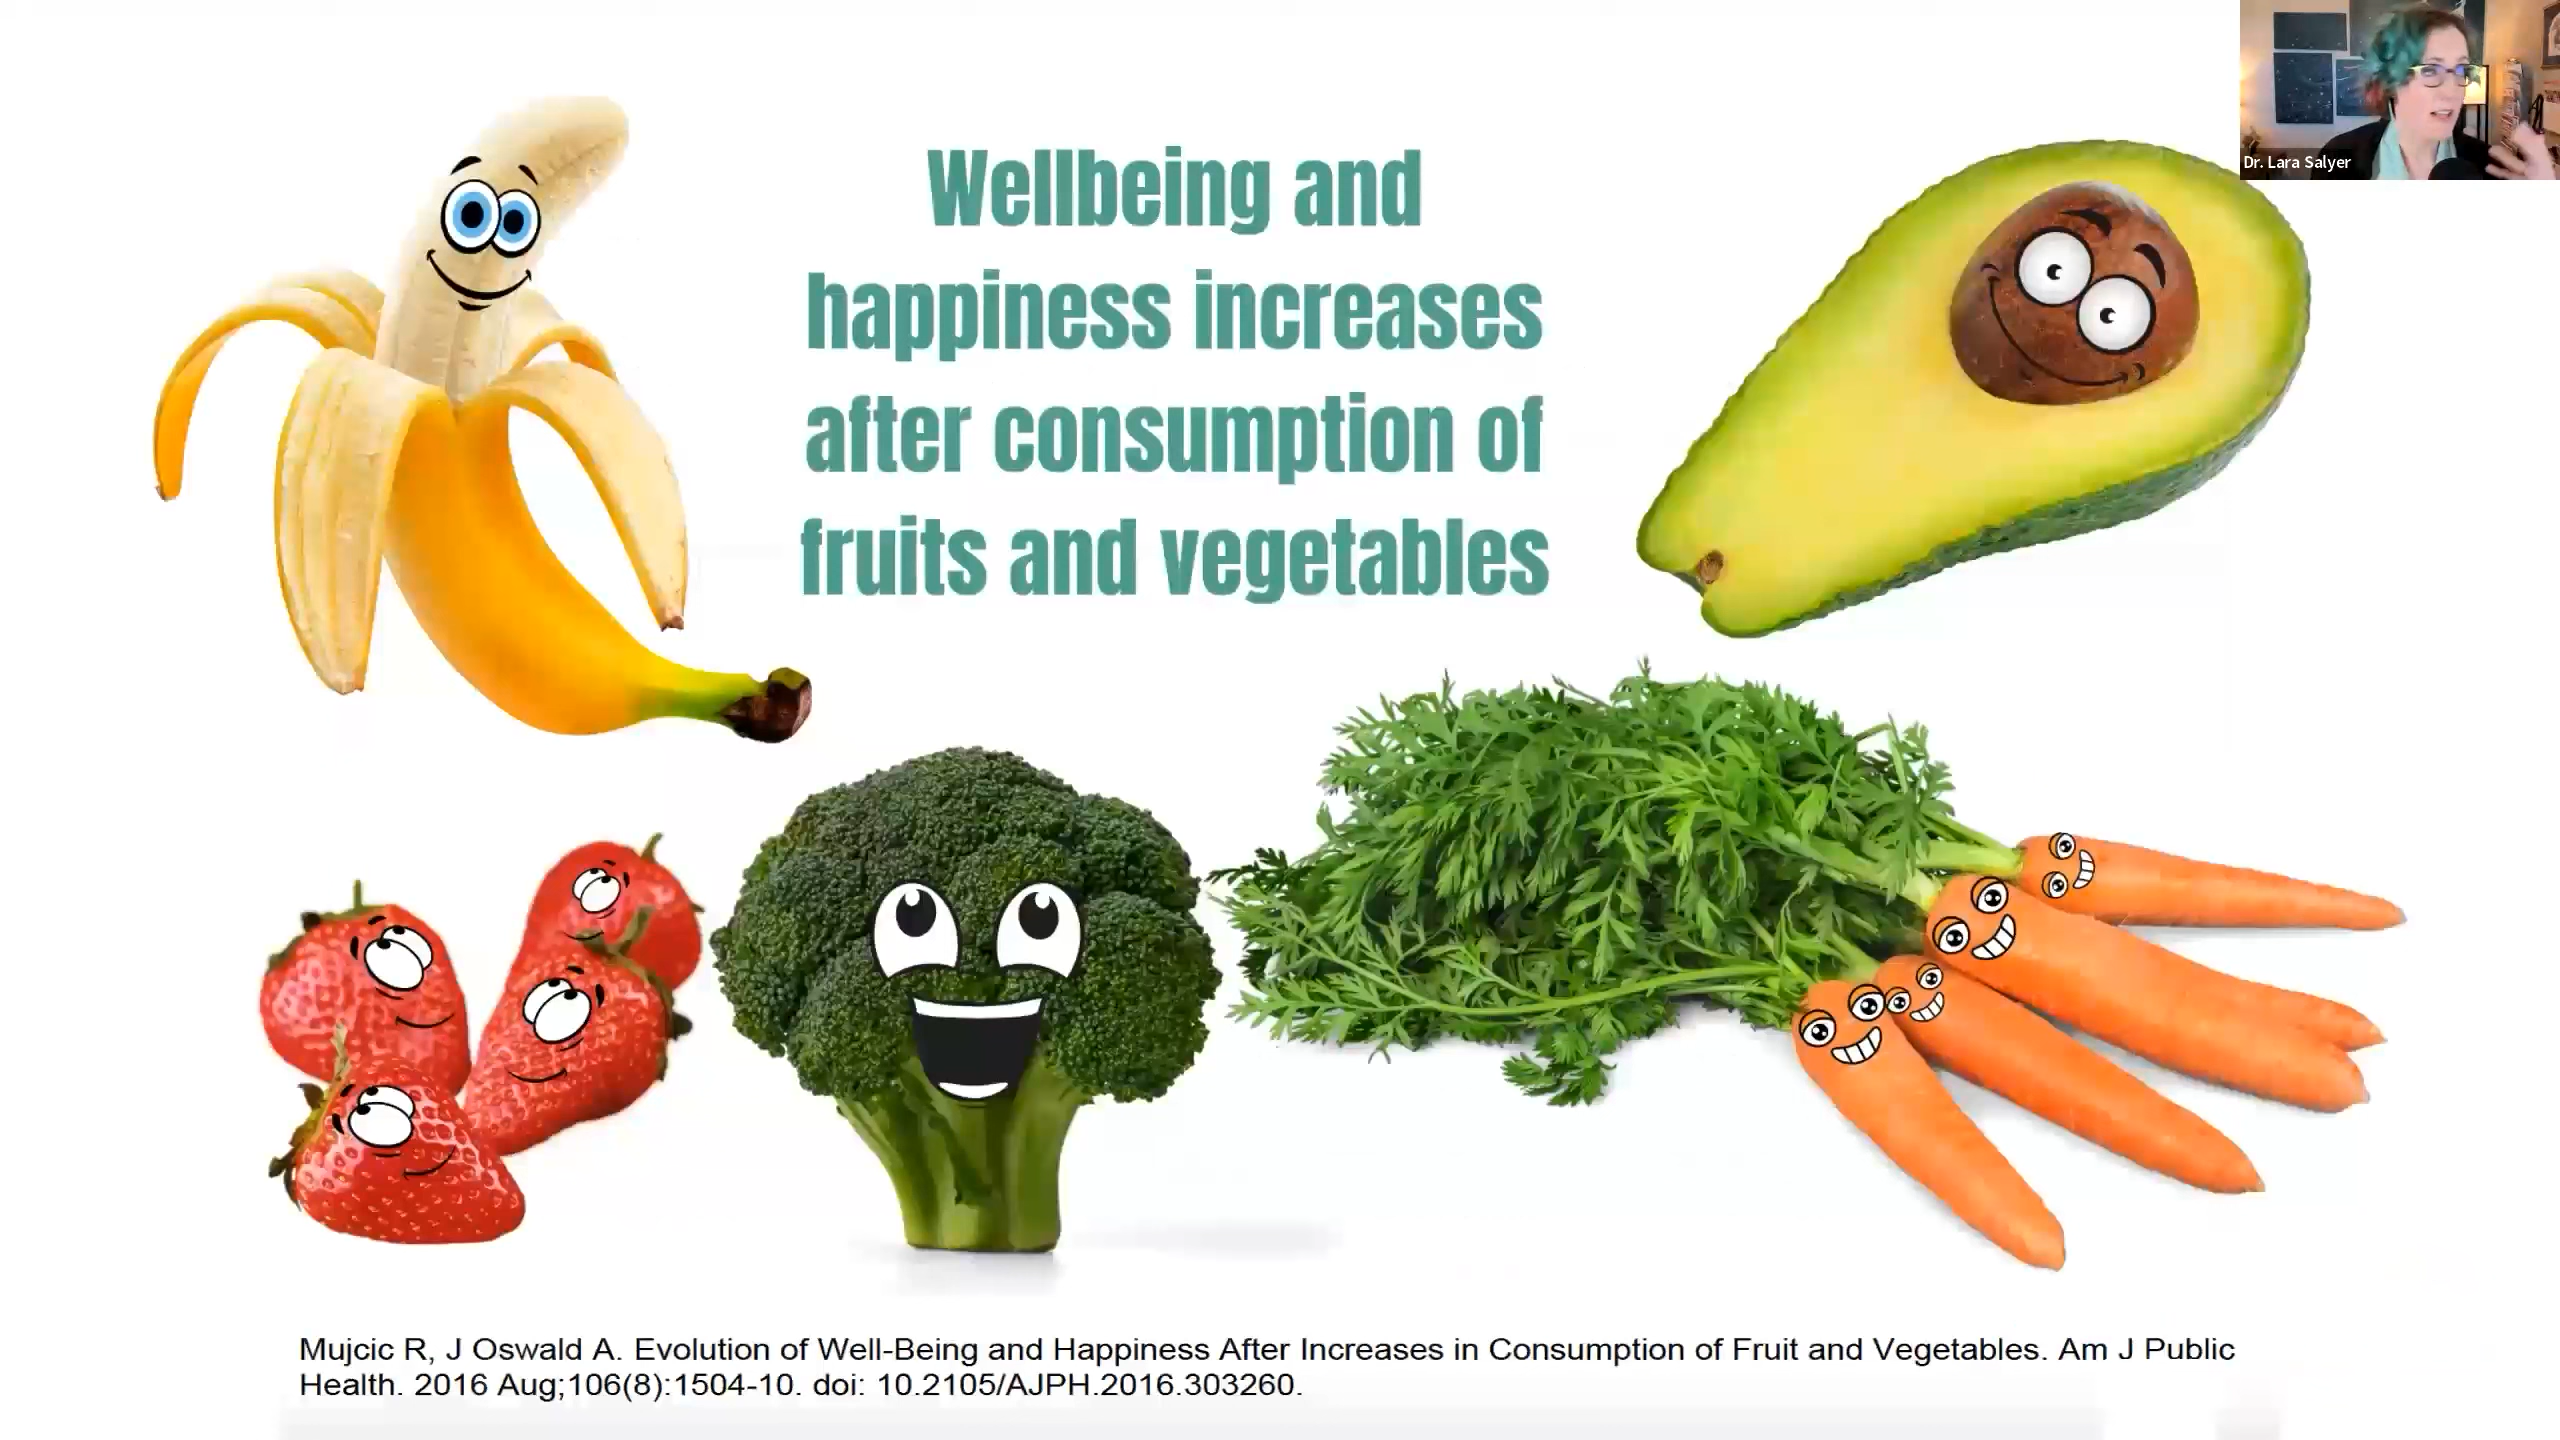 Wellbeing and
happiness increases
after consumption of
fruits and vegetables
Dr. Lara Salyer
Mujcic R, J Oswald A. Evolution of Well-Being and Happiness After Increases in Consumption of Fruit and Vegetables. Am J Public
Health. 2016 Aug;106(8):1504-10. doi: 10.2105/AJPH.2016.303260.